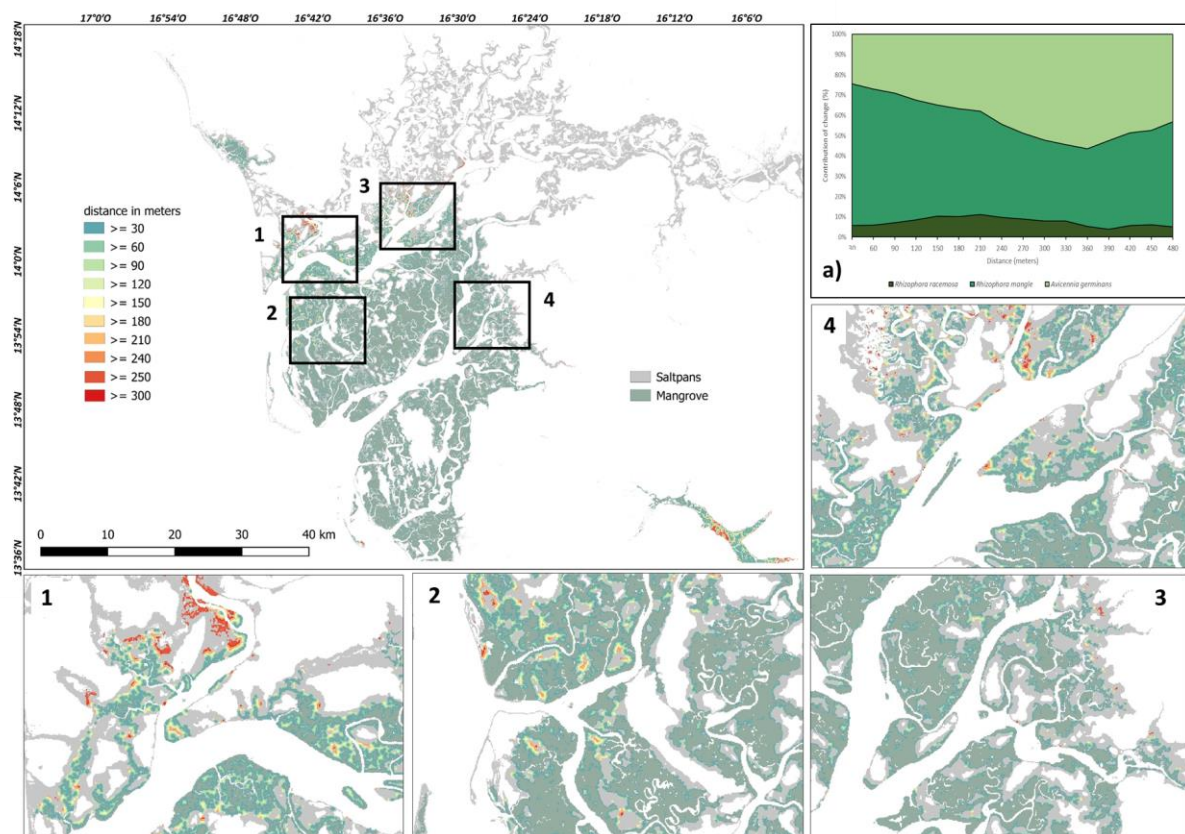 17°0'N 16°54'N 16°48'N 16°42'N 16°36'N 16°30'N 16°24'N 16°18'N 16°12'N 16°6'N
14°18'N
14°12'N
14°6'N
14°0'N
13°54'N
13°48'N
13°42'N
13°36'N
distance in meters
>= 30
>= 60
>= 90
>= 120
>= 150
>= 180
>= 210
>= 240
>= 250
>= 300
1
2
3
4
Saltpans
Mangrove
0 10 20 30 40 km
Contribution of change (%)
100%
90%
80%
70%
60%
50%
40%
30%
20%
10%
0%
30 60 90 120 150 180 210 240 270 300 330 360 390 420 450 480
Distance (meters)
a)
Rhizophora racemosa Rhizophora mangle Avicennia germinans
4
1
2
3